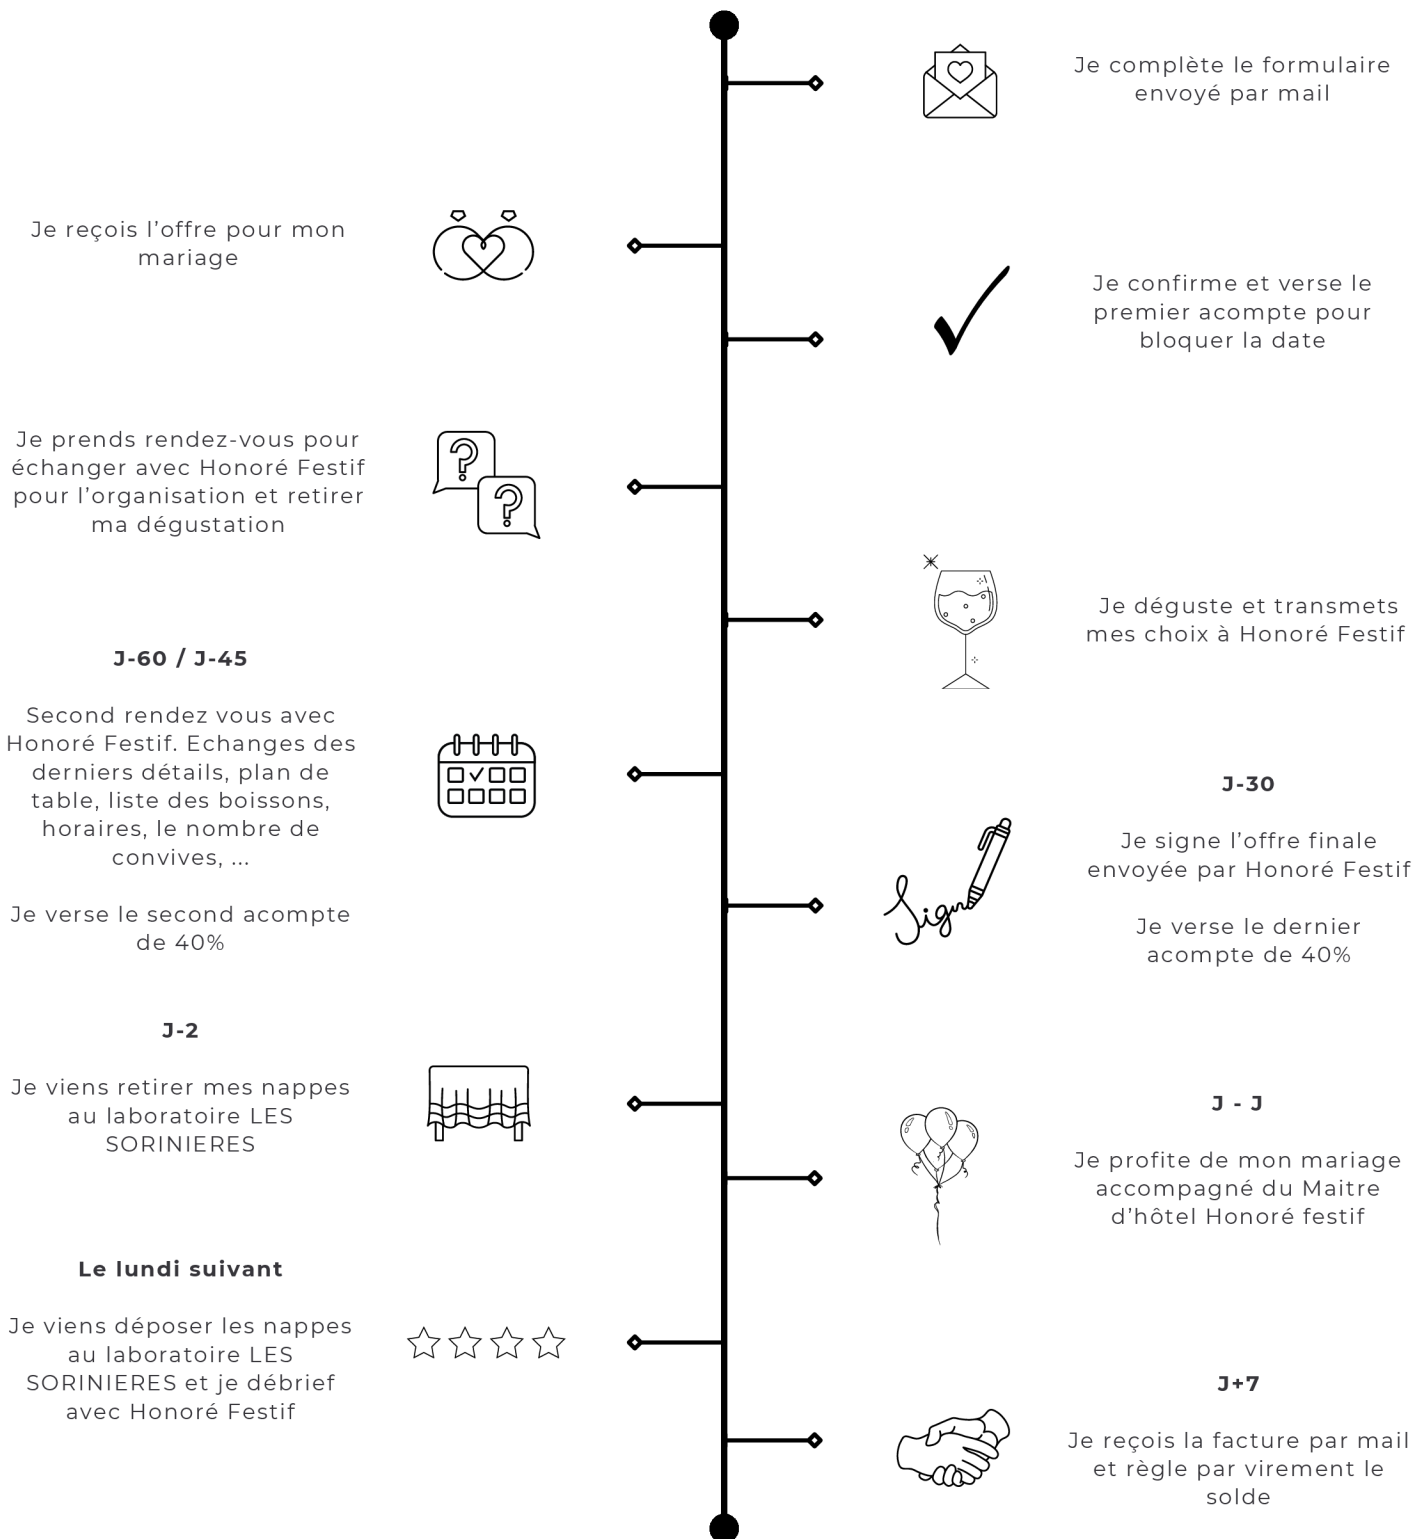 Je complète le formulaire
envoyé par mail
Je reçois l’offre pour mon
mariage
Je confirme et verse le
premier acompte pour
bloquer la date
Je prends rendez-vous pour
échanger avec Honoré Festif
pour l’organisation et retirer
ma dégustation
Je déguste et transmets
mes choix à Honoré Festif
J-60 / J-45
Second rendez vous avec
Honoré Festif. Echanges des
derniers détails, plan de
table, liste des boissons,
horaires, le nombre de
convives, ...
Je verse le second acompte
de 40%
J-30
Je signe l’offre finale
envoyée par Honoré Festif
Je verse le dernier
acompte de 40%
Sign
J-2
Je viens retirer mes nappes
au laboratoire LES
SORINIERES
J - J
Je profite de mon mariage
accompagné du Maitre
d’hôtel Honoré festif
Le lundi suivant
Je viens déposer les nappes
au laboratoire LES
SORINIERES et je débrief
avec Honoré Festif
J+7
Je reçois la facture par mail
et règle par virement le
solde